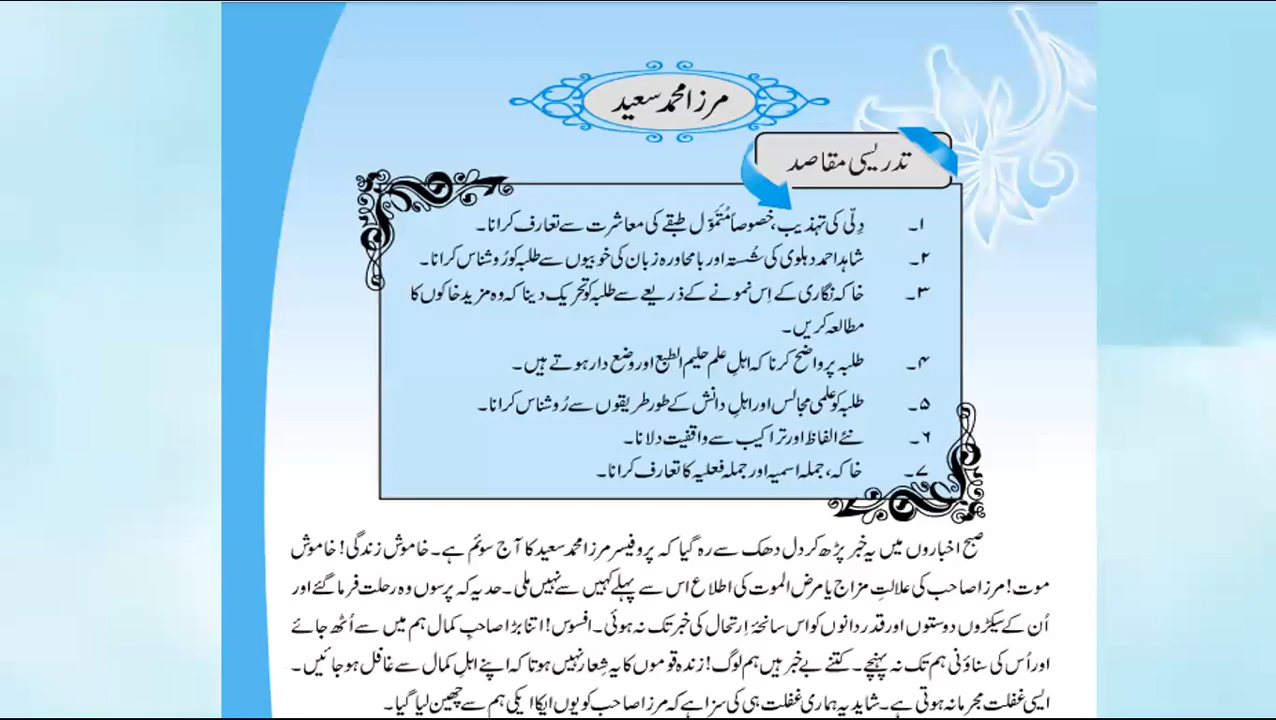 مرزا محمد سعید
تدریسی مقاصد
۱۔ دِلّی کی تہذیب، خصوصاً مُتَمَوّل طبقے کی معاشرت سے تعارف کرانا۔
۲۔ شاہد احمد دہلوی کی شُستہ اور بامحاورہ زبان کی خوبیوں سے طلبہ کو رُوشناس کرانا۔
۳۔ خاکہ نگاری کے اِس نمونے کے ذریعے سے طلبہ کو تحریک دینا کہ وہ مزید خاکوں کا
مطالعہ کریں۔
۴۔ طلبہ پر واضح کرنا کہ اہلِ علم حلیم الطبع اور وضع دار ہوتے ہیں۔
۵۔ طلبہ کو علمی مجالس اور اہلِ دانش کے طور طریقوں سے رُوشناس کرانا۔
۶۔ نئے الفاظ اور تراکیب سے واقفیت دلانا۔
۷۔ خاکہ، جملہ اسمیہ اور جملہ فعلیہ کا تعارف کرانا۔
صبح اخباروں میں یہ خبر پڑھ کر دل دھک سے رہ گیا کہ پروفیسر مرزا محمد سعید کا آج سوئم ہے۔ خاموش زندگی! خاموش
موت! مرزا صاحب کی علالتِ مزاج یا مرض الموت کی اطلاع اس سے پہلے کہیں سے نہیں ملی۔ حد یہ کہ پرسوں وہ رحلت فرما گئے اور
اُن کے سیکڑوں دوستوں اور قدر دانوں کو اس سانحۂ اِرتحال کی خبر تک نہ ہوئی۔ افسوس! اتنا بڑا صاحبِ کمال ہم میں سے اُٹھ جائے
اور اُس کی سناؤنی ہم تک نہ پہنچے۔ کتنے بے خبر ہیں ہم لوگ! زندہ قوموں کا یہ شِعار نہیں ہوتا کہ اپنے اہلِ کمال سے غافل ہو جائیں۔
ایسی غفلت مجرمانہ ہوتی ہے۔ شاید یہ ہماری غفلت ہی کی سزا ہے کہ مرزا صاحب کو یوں ایکا ایکی ہم سے چھین لیا گیا۔